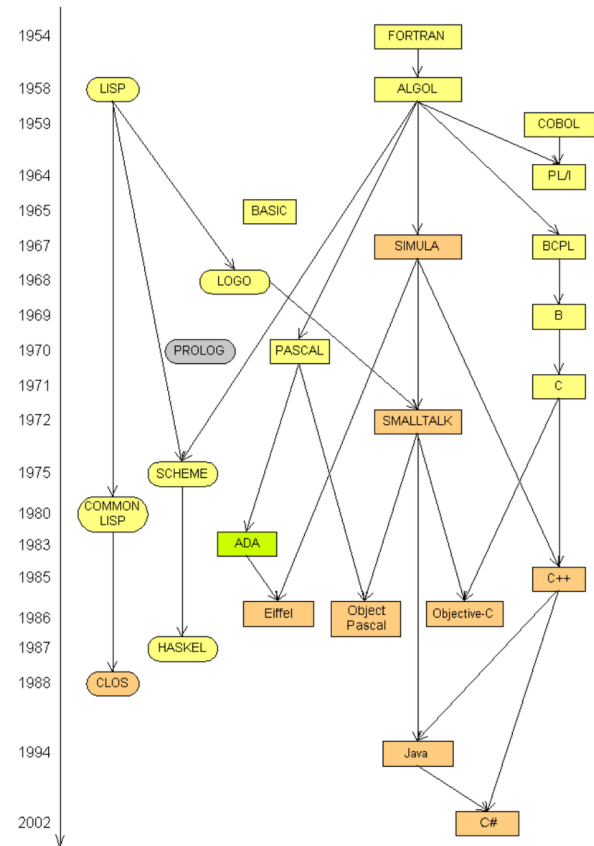 1954
FORTRAN
1958
LISP
ALGOL
1959
COBOL
1964
PL/I
1965
BASIC
1967
SIMULA
BCPL
1968
LOGO
1969
B
1970
PROLOG
PASCAL
1971
C
1972
SMALLTALK
1975
SCHEME
1980
COMMON
LISP
1983
ADA
1985
C++
1986
Eiffel
Object
Pascal
Objective-C
1987
HASKEL
1988
CLOS
1994
Java
2002
C#